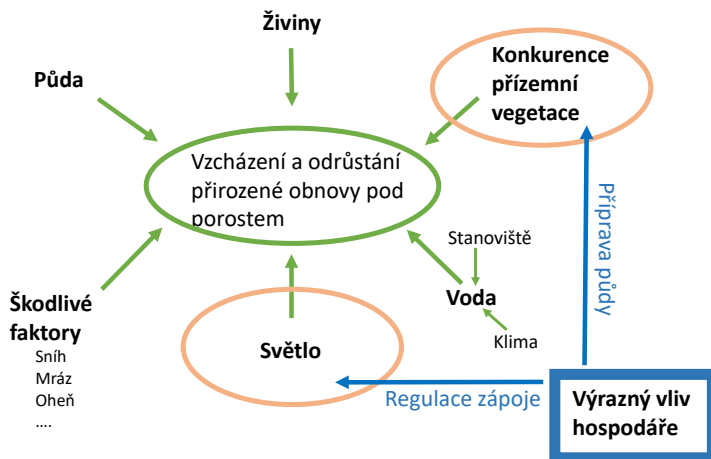 Živiny
Půda
Konkurence
přízemní
vegetace
Vzcházení a odrůstání
přirozené obnovy pod
porostem
Příprava půdy
Stanoviště
Voda
Klima
Škodlivé
faktory
Sníh
Mráz
Oheň
....
Světlo
Regulace zápoje
Výrazný vliv
hospodáře